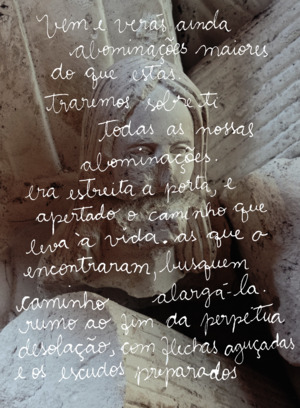 Vem e verás ainda
abominações maiores
do que estas.
Traremos sobre ti
todas as nossas
abominações.
era estreita a porta, e
apertado o caminho que
leva à vida. as que o
encontraram, busquem
alargá-la.
caminho
rumo ao fim da perpétua
desolação, com flechas aguçadas
e os escudos preparados